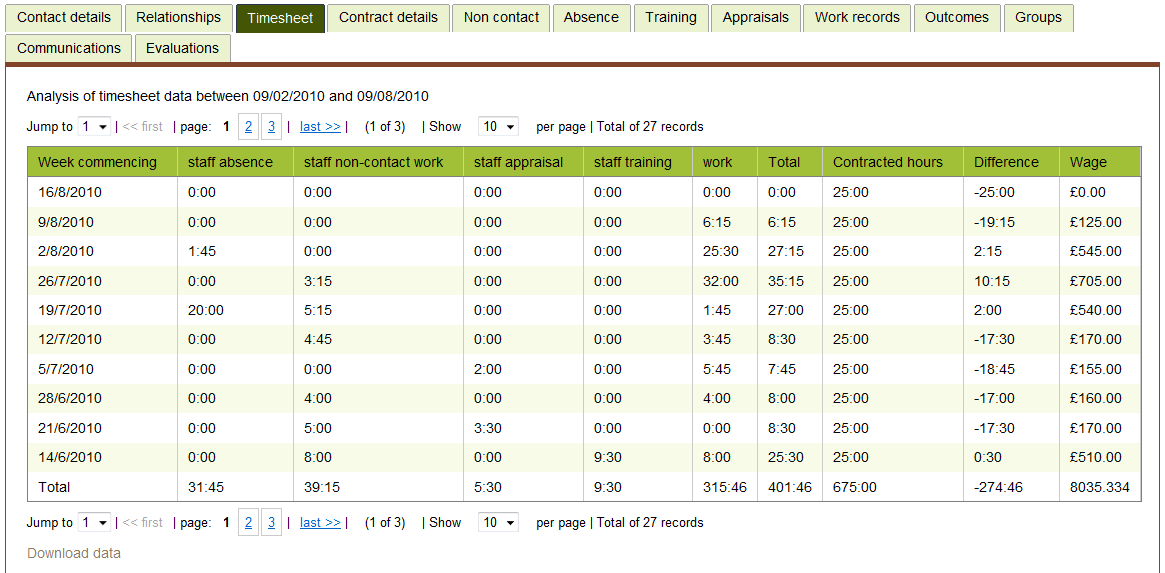 Contact details Relationships Timesheet Contract details Non contact Absence Training Appraisals Work records Outcomes Groups
Communications Evaluations
Analysis of timesheet data between 09/02/2010 and 09/08/2010
Jump to 1 | << first | page: 1 2 3 | last >> | (1 of 3) | Show 10 per page | Total of 27 records
Week commencing staff absence staff non-contact work staff appraisal staff training work Total Contracted hours Difference Wage
16/8/2010 0:00 0:00 0:00 0:00 0:00 0:00 25:00 -25:00 £0.00
9/8/2010 0:00 0:00 0:00 0:00 6:15 6:15 25:00 -19:15 £125.00
2/8/2010 1:45 0:00 0:00 0:00 25:30 27:15 25:00 2:15 £545.00
26/7/2010 0:00 3:15 0:00 0:00 32:00 35:15 25:00 10:15 £705.00
19/7/2010 20:00 5:15 0:00 0:00 1:45 27:00 25:00 2:00 £540.00
12/7/2010 0:00 4:45 0:00 0:00 3:45 8:30 25:00 -17:30 £170.00
5/7/2010 0:00 0:00 2:00 0:00 5:45 7:45 25:00 -18:45 £155.00
28/6/2010 0:00 4:00 0:00 0:00 4:00 8:00 25:00 -17:00 £160.00
21/6/2010 0:00 5:00 3:30 0:00 0:00 8:30 25:00 -17:30 £170.00
14/6/2010 0:00 8:00 0:00 9:30 8:00 25:30 25:00 0:30 £510.00
Total 31:45 39:15 5:30 9:30 315:46 401:46 675:00 -274:46 8035.334
Jump to 1 | << first | page: 1 2 3 | last >> | (1 of 3) | Show 10 per page | Total of 27 records
Download data